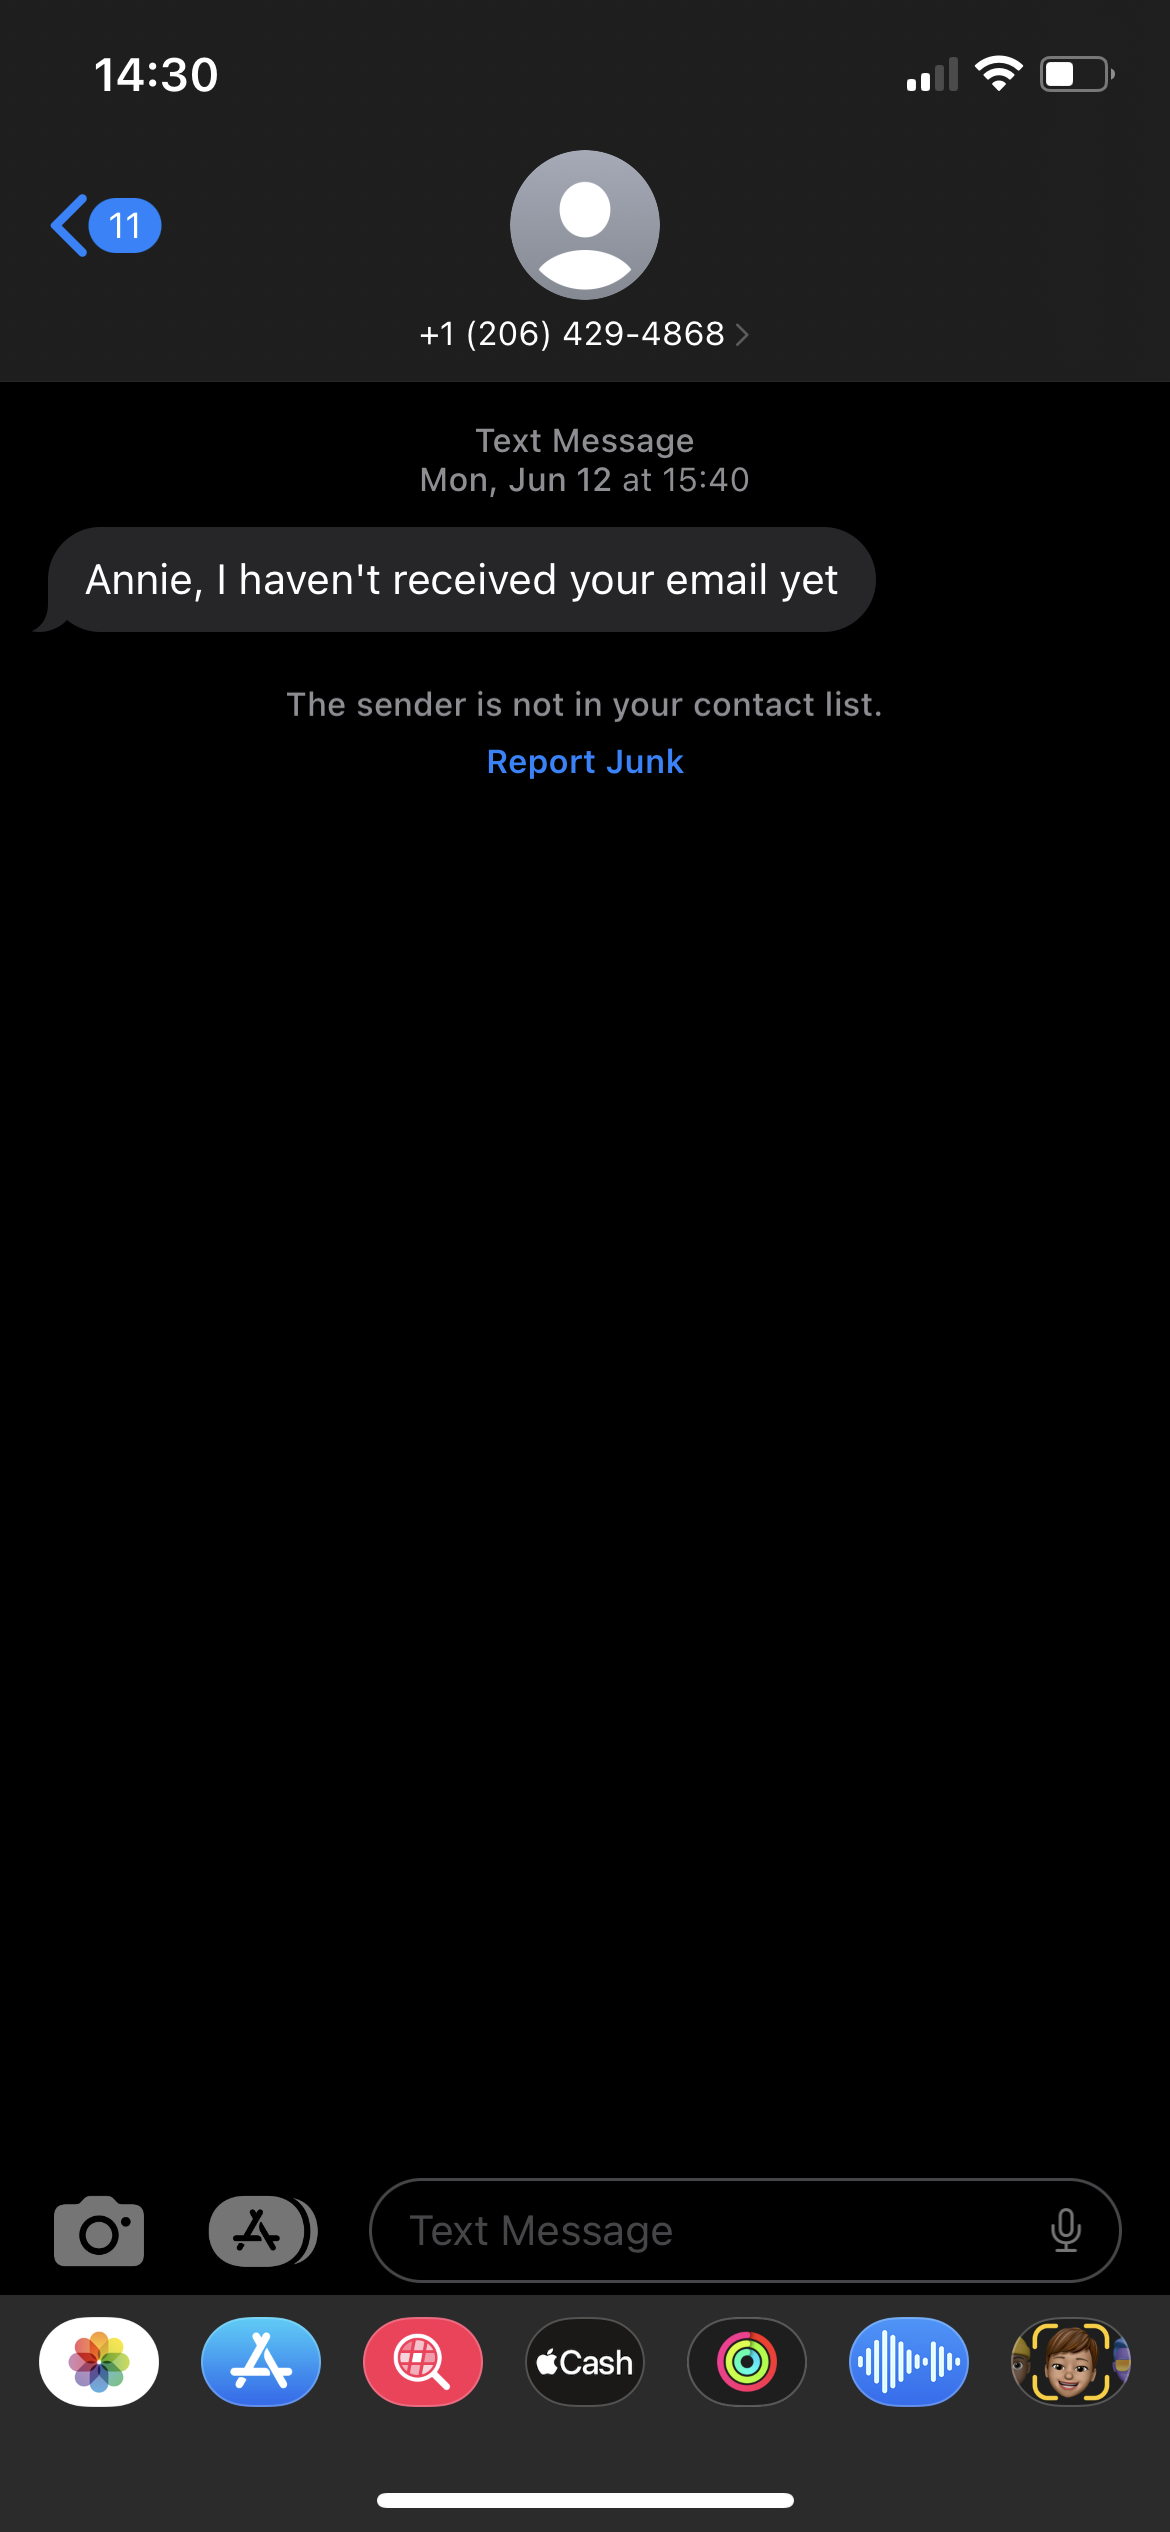 14:30
11
+1 (206) 429-4868
Text Message
Mon, Jun 12 at 15:40
Annie, I haven't received your email yet
The sender is not in your contact list.
Report Junk
Text Message
Cash